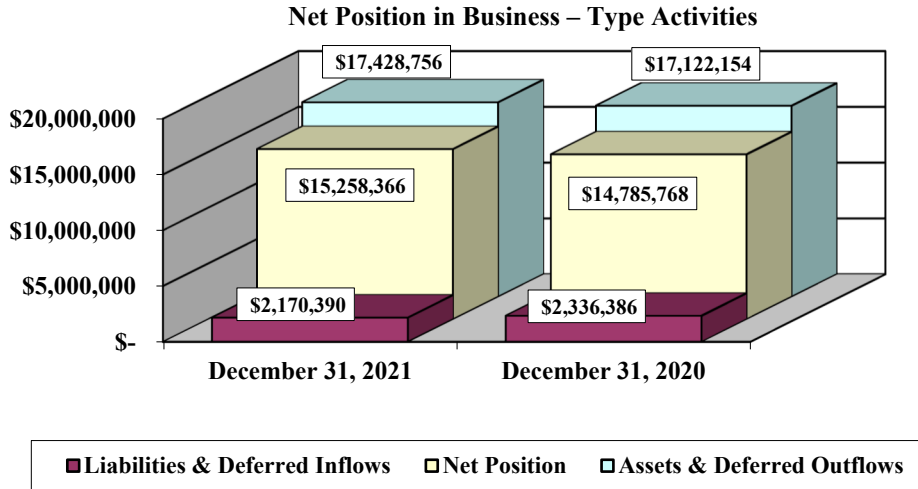 Net Position in Business – Type Activities
$17,428,756
$17,122,154
$20,000,000
$15,000,000
$15,258,366
$14,785,768
$10,000,000
$5,000,000
$2,170,390
$2,336,386
$-
December 31, 2021
December 31, 2020
Liabilities & Deferred Inflows
Net Position
Assets & Deferred Outflows